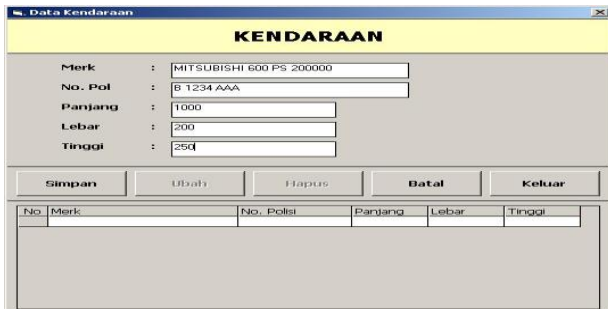 Data Kendaraan
KENDARAAN
Merk : MITSUBISHI 600 PS 200000
No. Pol : B 1234 AAA
Panjang : 1000
Lebar : 200
Tinggi : 250
Simpan Ubah Hapus Batal Keluar
No Merk No. Polisi Panjang Lebar Tinggi